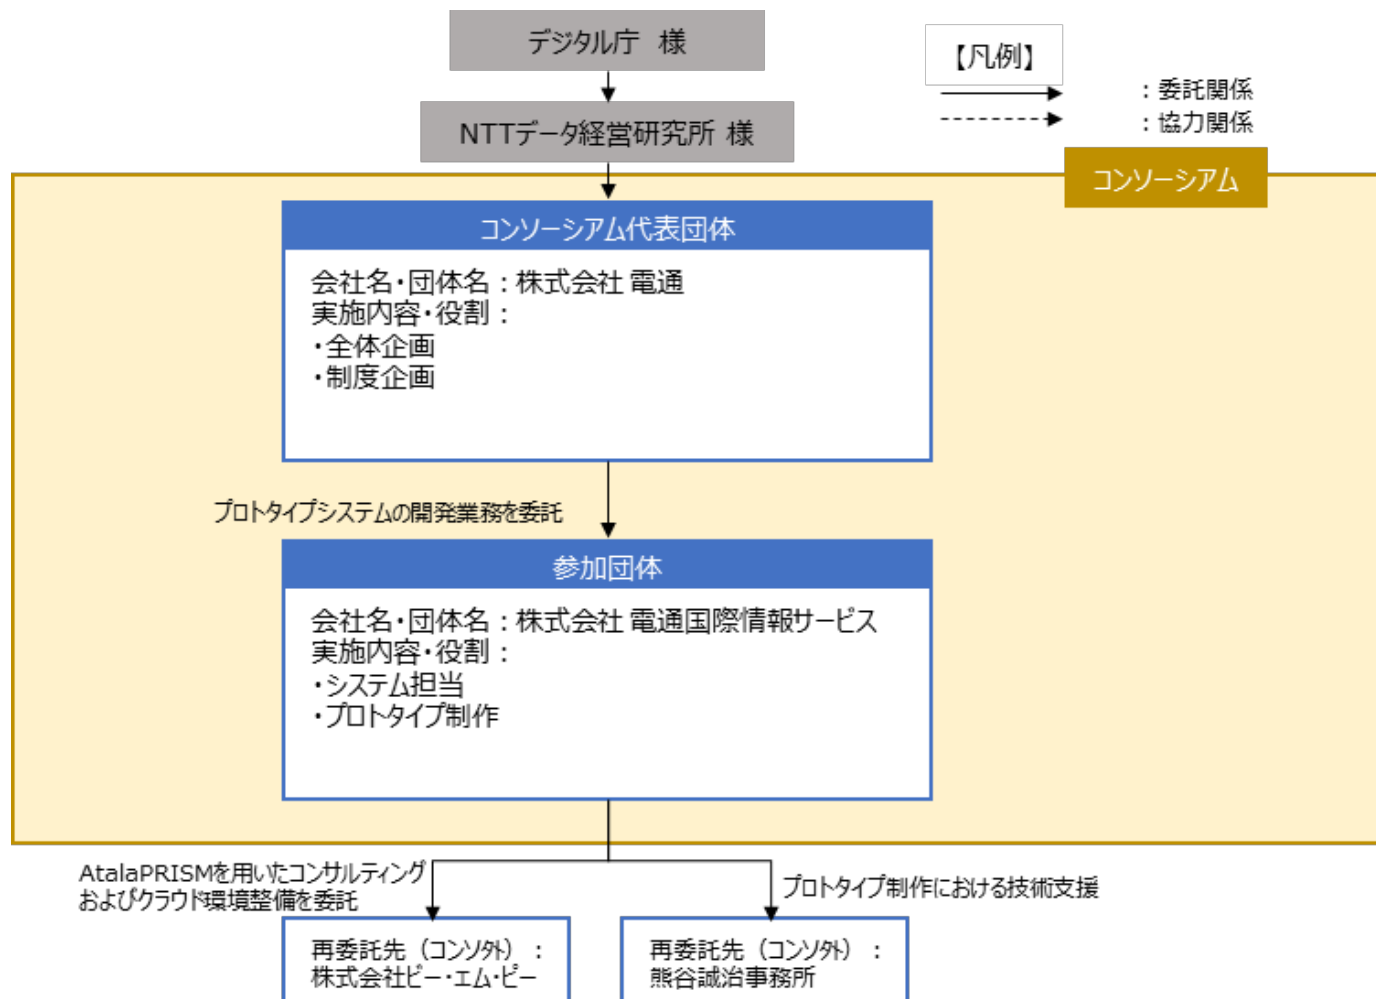 デジタル庁 様
【凡例】
：委託関係
：協力関係
NTTデータ経営研究所 様
コンソーシアム
コンソーシアム代表団体
会社名・団体名：株式会社 電通
実施内容・役割：
・全体企画
・制度企画
プロトタイプシステムの開発業務を委託
参加団体
会社名・団体名：株式会社 電通国際情報サービス
実施内容・役割：
・システム担当
・プロトタイプ制作
AtalaPRISMを用いたコンサルティング
およびクラウド環境整備を委託
プロトタイプ制作における技術支援
再委託先（コンソ外）：
株式会社ビー・エム・ピー
再委託先（コンソ外）：
熊谷誠治事務所